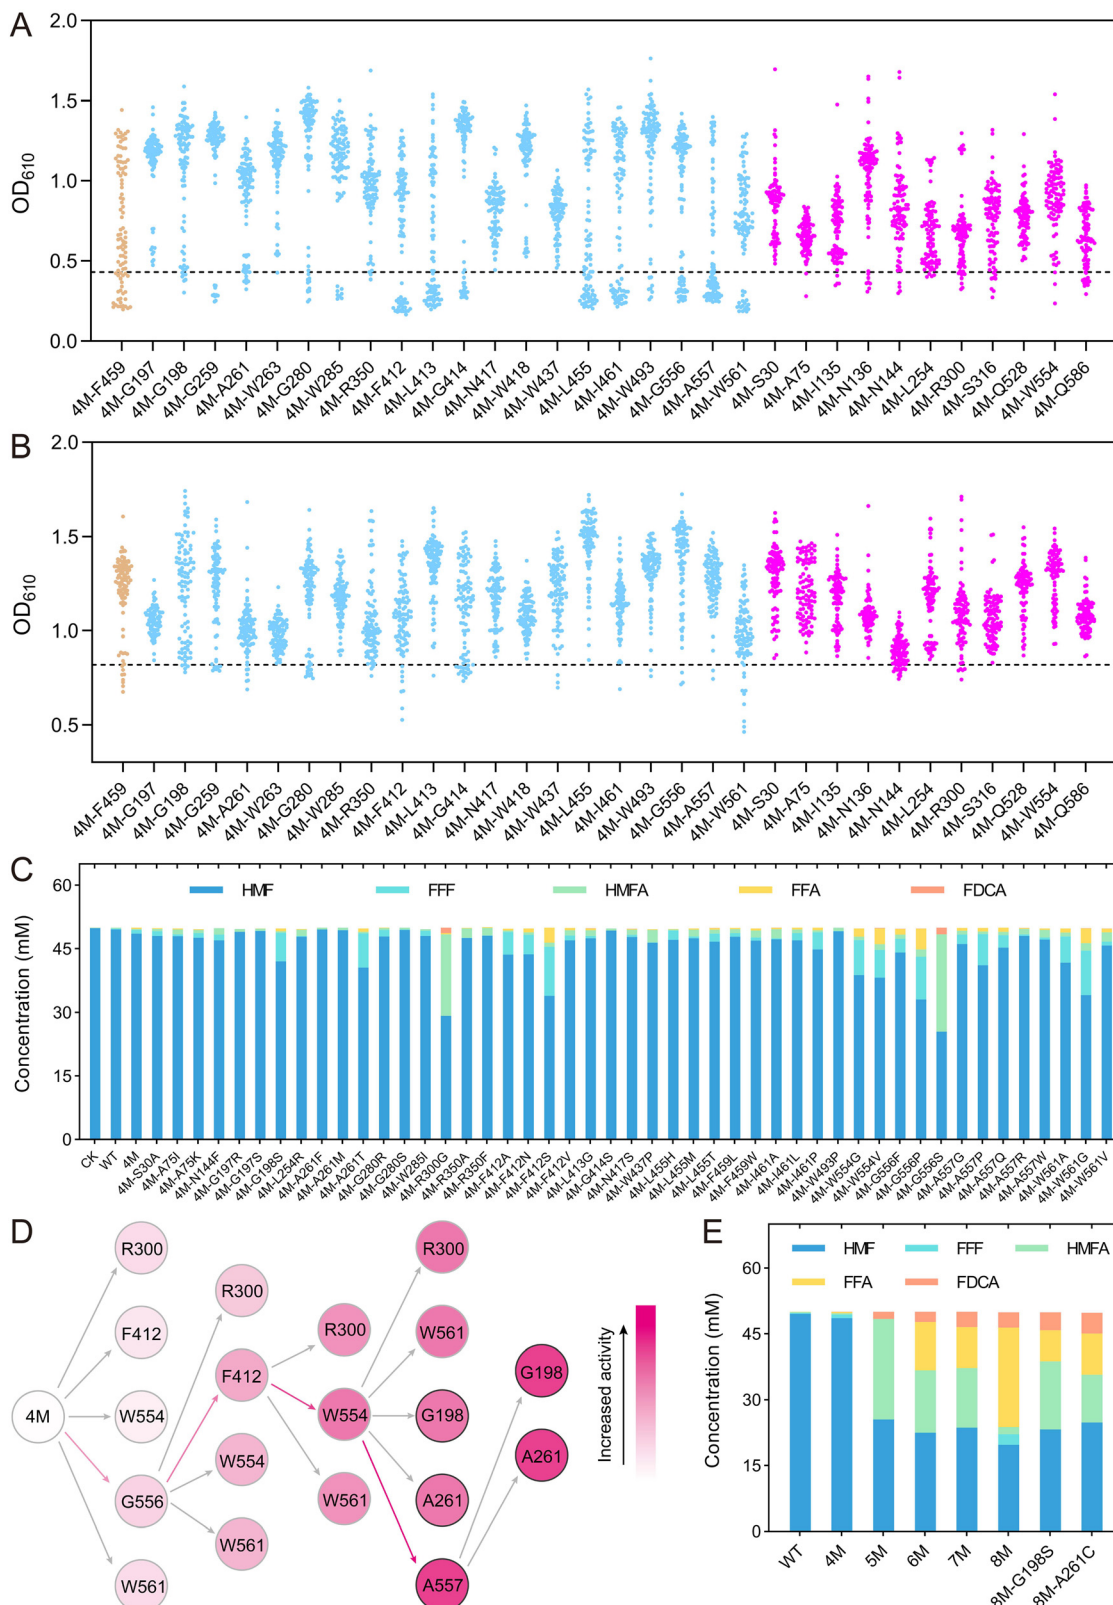 A
2.0
1.5
1.0
0.5
0.0
OD610
4M-F459
4M-G197
4M-G198
4M-G259
4M-A261
4M-W263
4M-G280
4M-W285
4M-R350
4M-F412
4M-L413
4M-G414
4M-N417
4M-W418
4M-W437
4M-L455
4M-I461
4M-W493
4M-G556
4M-A557
4M-W561
4M-S30
4M-A75
4M-I135
4M-N136
4M-N144
4M-L254
4M-R300
4M-S316
4M-Q528
4M-W554
4M-Q586
B
2.0
1.5
1.0
0.5
OD610
4M-F459
4M-G197
4M-G198
4M-G259
4M-A261
4M-W263
4M-G280
4M-W285
4M-R350
4M-F412
4M-L413
4M-G414
4M-N417
4M-W418
4M-W437
4M-L455
4M-I461
4M-W493
4M-G556
4M-A557
4M-W561
4M-S30
4M-A75
4M-I135
4M-N136
4M-N144
4M-L254
4M-R300
4M-S316
4M-Q528
4M-W554
4M-Q586
C
HMF FFF HMFA FFA FDCA
60
45
30
15
0
Concentration (mM)
CK
WT
4M
4M-S30A
4M-A75I
4M-A75K
4M-N144F
4M-G197R
4M-G197S
4M-G198S
4M-L254R
4M-A261F
4M-A261M
4M-A261T
4M-G280R
4M-G280S
4M-W285I
4M-R300G
4M-R350A
4M-R350F
4M-F412A
4M-F412N
4M-F412S
4M-F412V
4M-L413G
4M-G414S
4M-N417S
4M-W437P
4M-L455H
4M-L455M
4M-L455T
4M-F459L
4M-F459W
4M-I461A
4M-I461L
4M-I461P
4M-W493P
4M-W554G
4M-W554V
4M-G556F
4M-G556P
4M-G556S
4M-A557G
4M-A557P
4M-A557Q
4M-A557R
4M-A557W
4M-W561A
4M-W561G
4M-W561V
D
4M
R300
F412
W554
G556
W561
R300
F412
W554
W561
R300
W554
W561
R300
W561
G198
A261
A557
G198
A261
Increased activity
E
HMF FFF HMFA
FFA FDCA
60
45
30
15
0
Concentration (mM)
WT
4M
5M
6M
7M
8M
8M-G198S
8M-A261C